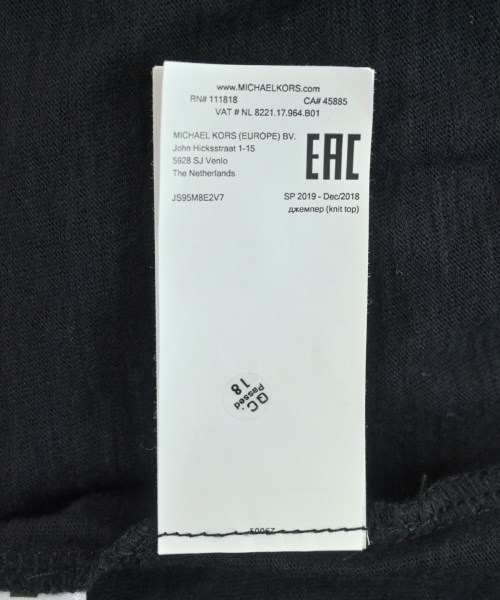 www.MICHAELKORS.com
RN# 111818 CA# 45885
VAT # NL 8221.17.964.B01
MICHAEL KORS (EUROPE) BV.
John Hicksstraat 1-15
5928 SJ Venlo
The Netherlands
EAC
JS95M8E2V7 SP 2019 - Dec/2018
джемпер (knit top)
QC.
Passed
18